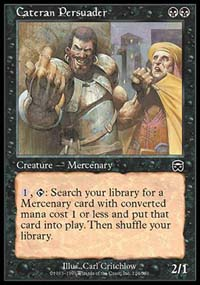 Cateran Persuader
Creature — Mercenary
1, : Search your library for a
Mercenary card with converted
mana cost 1 or less and put that
card into play. Then shuffle your
library.
2/1
Illus. Carl Critchlow